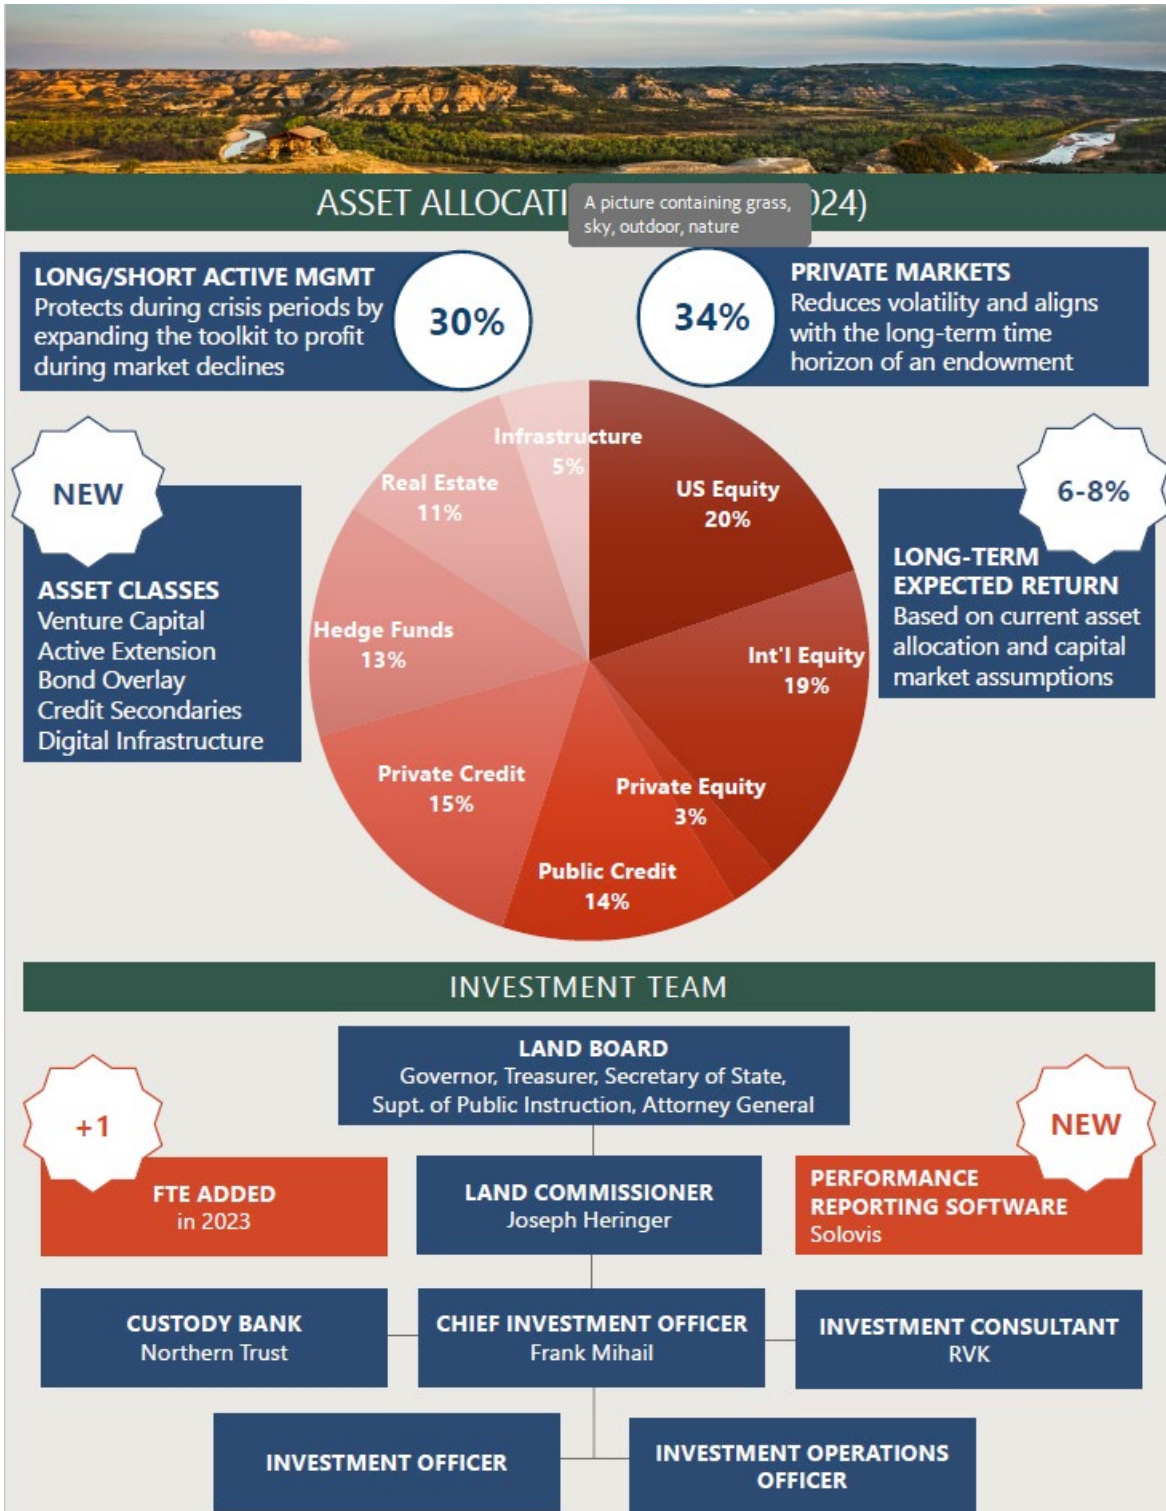 ASSET ALLOCATI
024)
A picture containing grass,
sky, outdoor, nature
LONG/SHORT ACTIVE MGMT
Protects during crisis periods by
expanding the toolkit to profit
during market declines
30%
34%
PRIVATE MARKETS
Reduces volatility and aligns
with the long-term time
horizon of an endowment
NEW
ASSET CLASSES
Venture Capital
Active Extension
Bond Overlay
Credit Secondaries
Digital Infrastructure
Infrastructure
5%
Real Estate
11%
US Equity
20%
Hedge Funds
13%
Int'l Equity
19%
Private Credit
15%
Private Equity
3%
Public Credit
14%
6-8%
LONG-TERM
EXPECTED RETURN
Based on current asset
allocation and capital
market assumptions
INVESTMENT TEAM
LAND BOARD
Governor, Treasurer, Secretary of State,
Supt. of Public Instruction, Attorney General
+1
FTE ADDED
in 2023
LAND COMMISSIONER
Joseph Heringer
NEW
PERFORMANCE
REPORTING SOFTWARE
Solovis
CUSTODY BANK
Northern Trust
CHIEF INVESTMENT OFFICER
Frank Mihail
INVESTMENT CONSULTANT
RVK
INVESTMENT OFFICER
INVESTMENT OPERATIONS
OFFICER